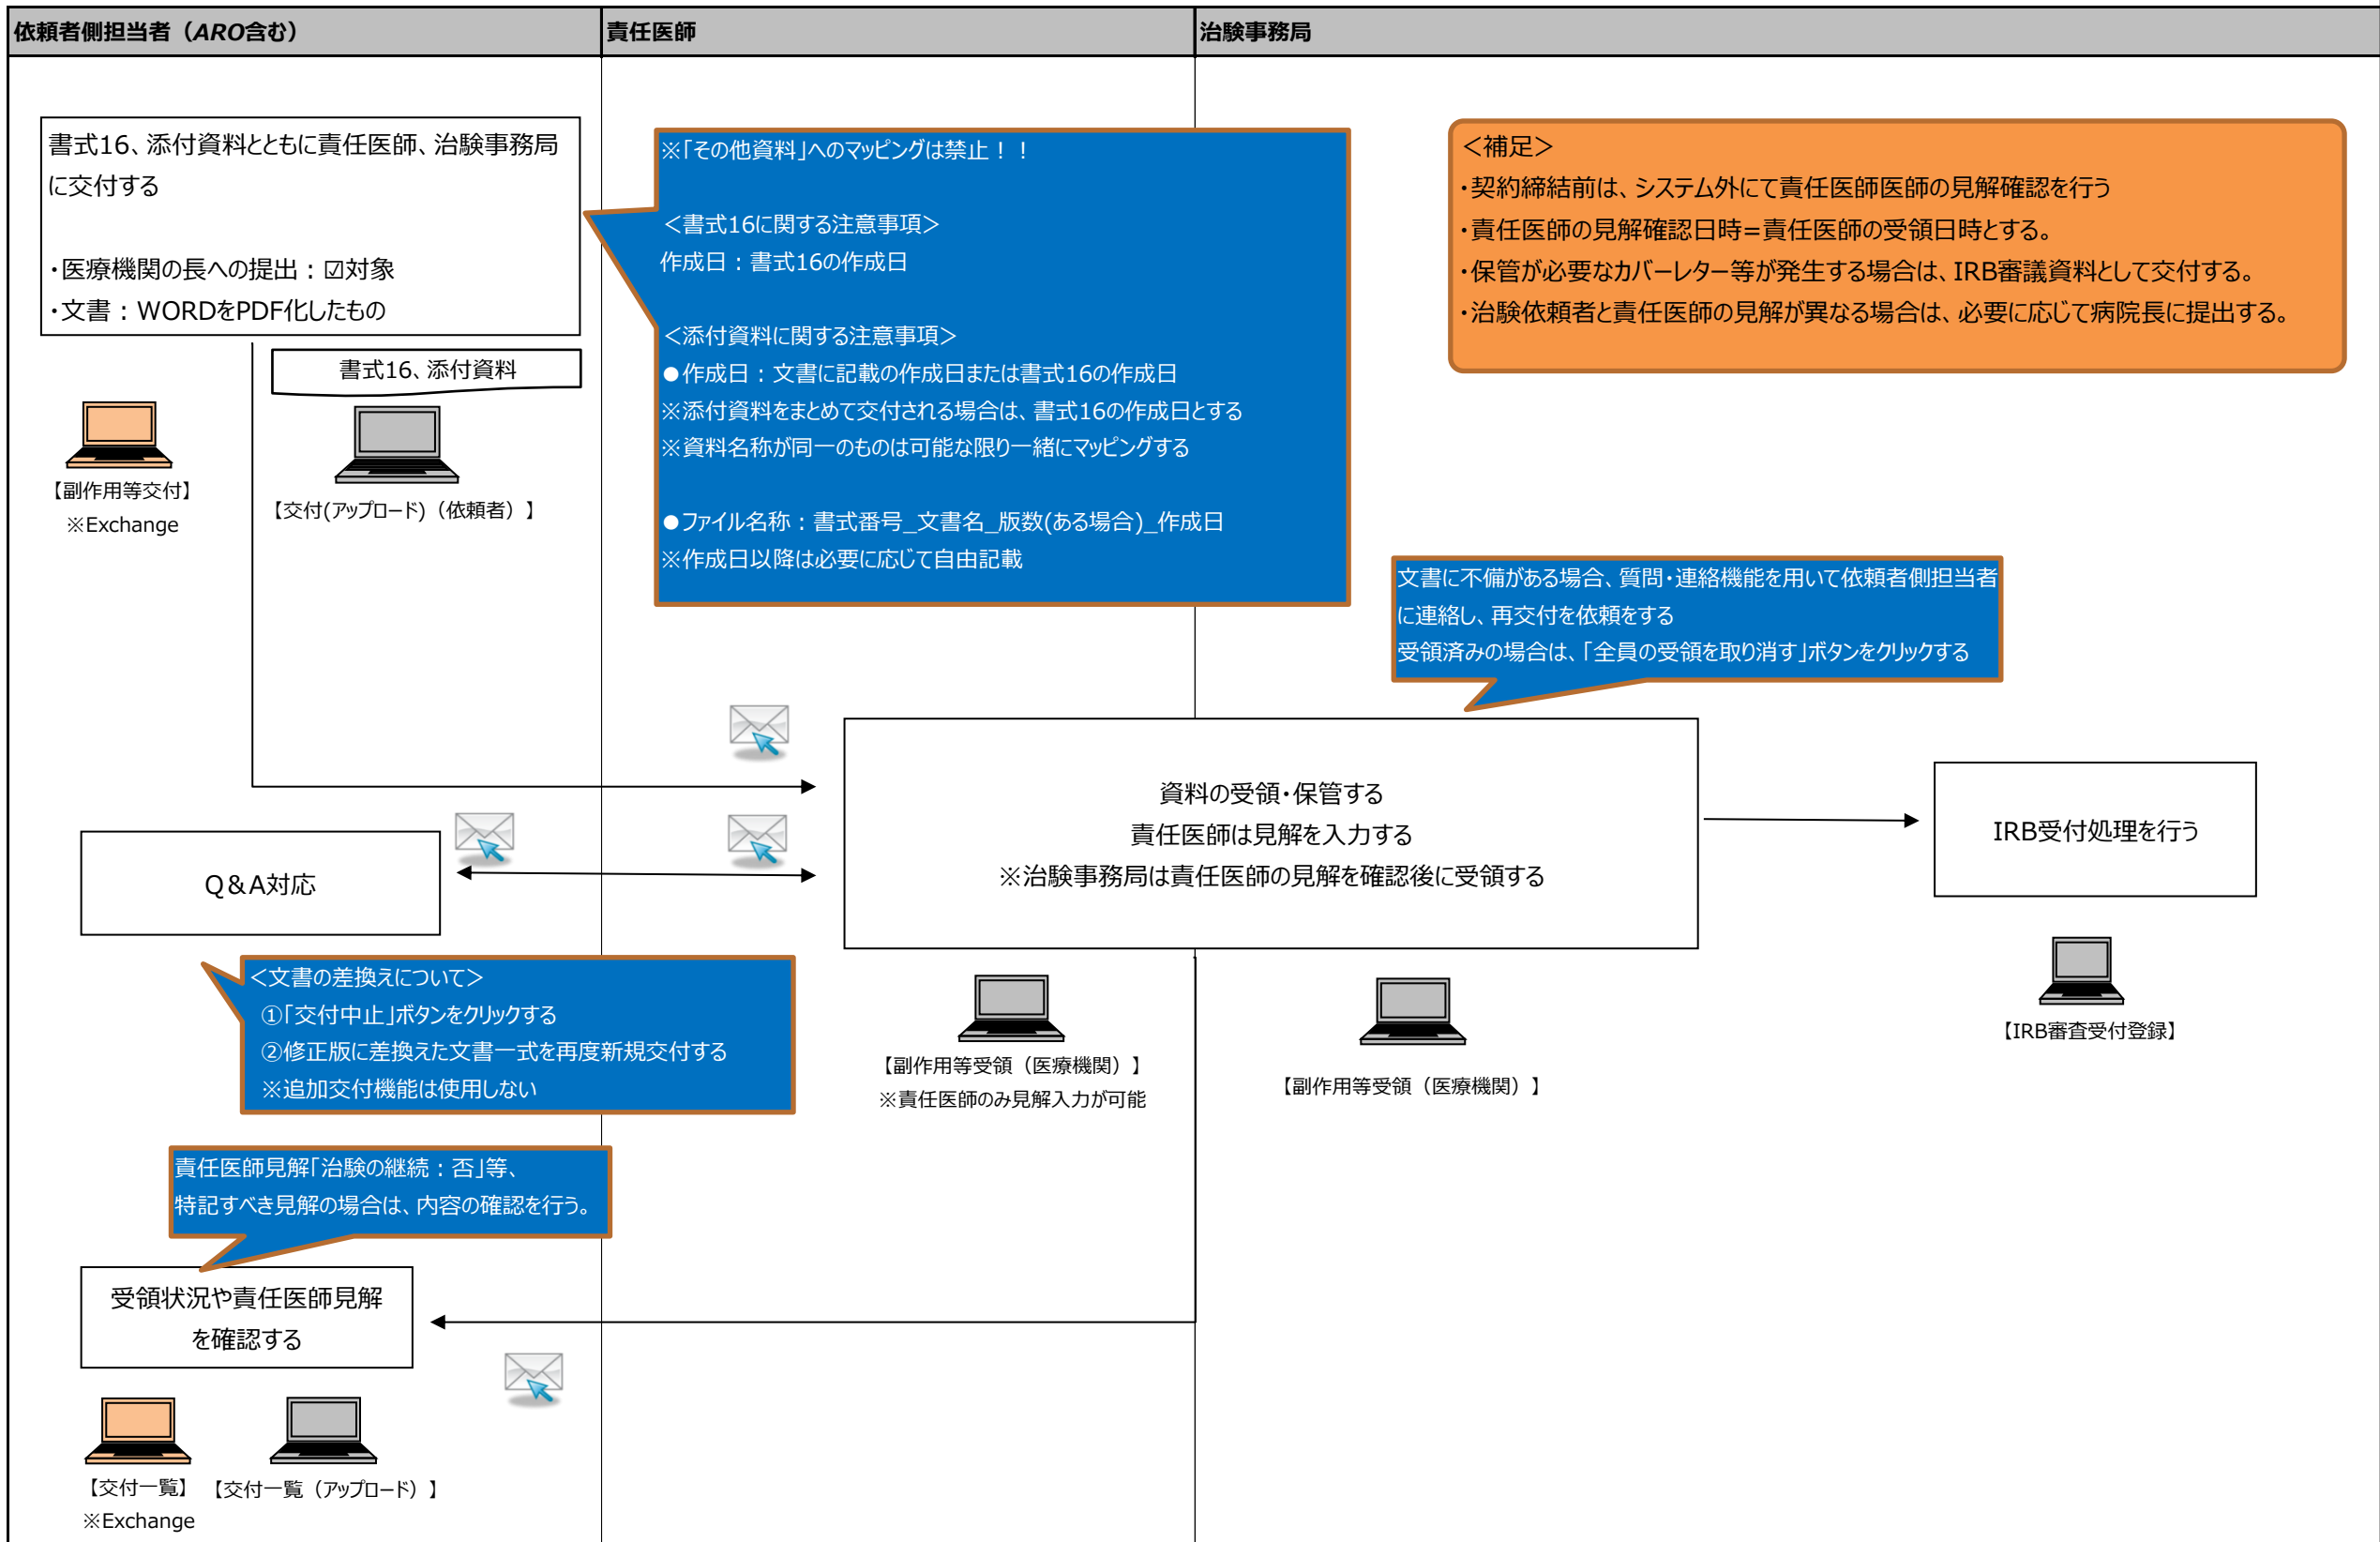 依頼者側担当者（ARO含む）
責任医師
治験事務局
書式16、添付資料とともに責任医師、治験事務局
に交付する
・医療機関の長への提出：☑対象
・文書：WORDをPDF化したもの
書式16、添付資料
【副作用等交付】
※Exchange
【交付(アップロード)（依頼者）】
※「その他資料」へのマッピングは禁止！！
＜書式16に関する注意事項＞
作成日：書式16の作成日
＜添付資料に関する注意事項＞
●作成日：文書に記載の作成日または書式16の作成日
※添付資料をまとめて交付される場合は、書式16の作成日とする
※資料名称が同一のものは可能な限り一緒にマッピングする
●ファイル名称：書式番号_文書名_版数(ある場合)_作成日
※作成日以降は必要に応じて自由記載
＜補足＞
・契約締結前は、システム外にて責任医師医師の見解確認を行う
・責任医師の見解確認日時=責任医師の受領日時とする。
・保管が必要なカバーレター等が発生する場合は、IRB審議資料として交付する。
・治験依頼者と責任医師の見解が異なる場合は、必要に応じて病院長に提出する。
文書に不備がある場合、質問・連絡機能を用いて依頼者側担当者
に連絡し、再交付を依頼をする
受領済みの場合は、「全員の受領を取り消す」ボタンをクリックする
資料の受領・保管する
責任医師は見解を入力する
※治験事務局は責任医師の見解を確認後に受領する
IRB受付処理を行う
Q＆A対応
＜文書の差換えについて＞
①「交付中止」ボタンをクリックする
②修正版に差換えた文書一式を再度新規交付する
※追加交付機能は使用しない
【副作用等受領（医療機関）】
※責任医師のみ見解入力が可能
【副作用等受領（医療機関）】
【IRB審査受付登録】
責任医師見解「治験の継続：否」等、
特記すべき見解の場合は、内容の確認を行う。
受領状況や責任医師見解
を確認する
【交付一覧】
※Exchange
【交付一覧（アップロード）】